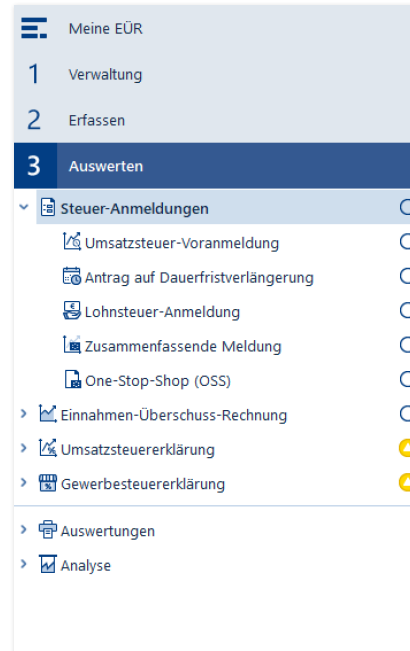 Meine EÜR
1 Verwaltung
2 Erfassen
3 Auswerten
Steuer-Anmeldungen
Umsatzsteuer-Voranmeldung
Antrag auf Dauerfristverlängerung
Lohnsteuer-Anmeldung
Zusammenfassende Meldung
One-Stop-Shop (OSS)
Einnahmen-Überschuss-Rechnung
Umsatzsteuererklärung
Gewerbesteuererklärung
Auswertungen
Analyse